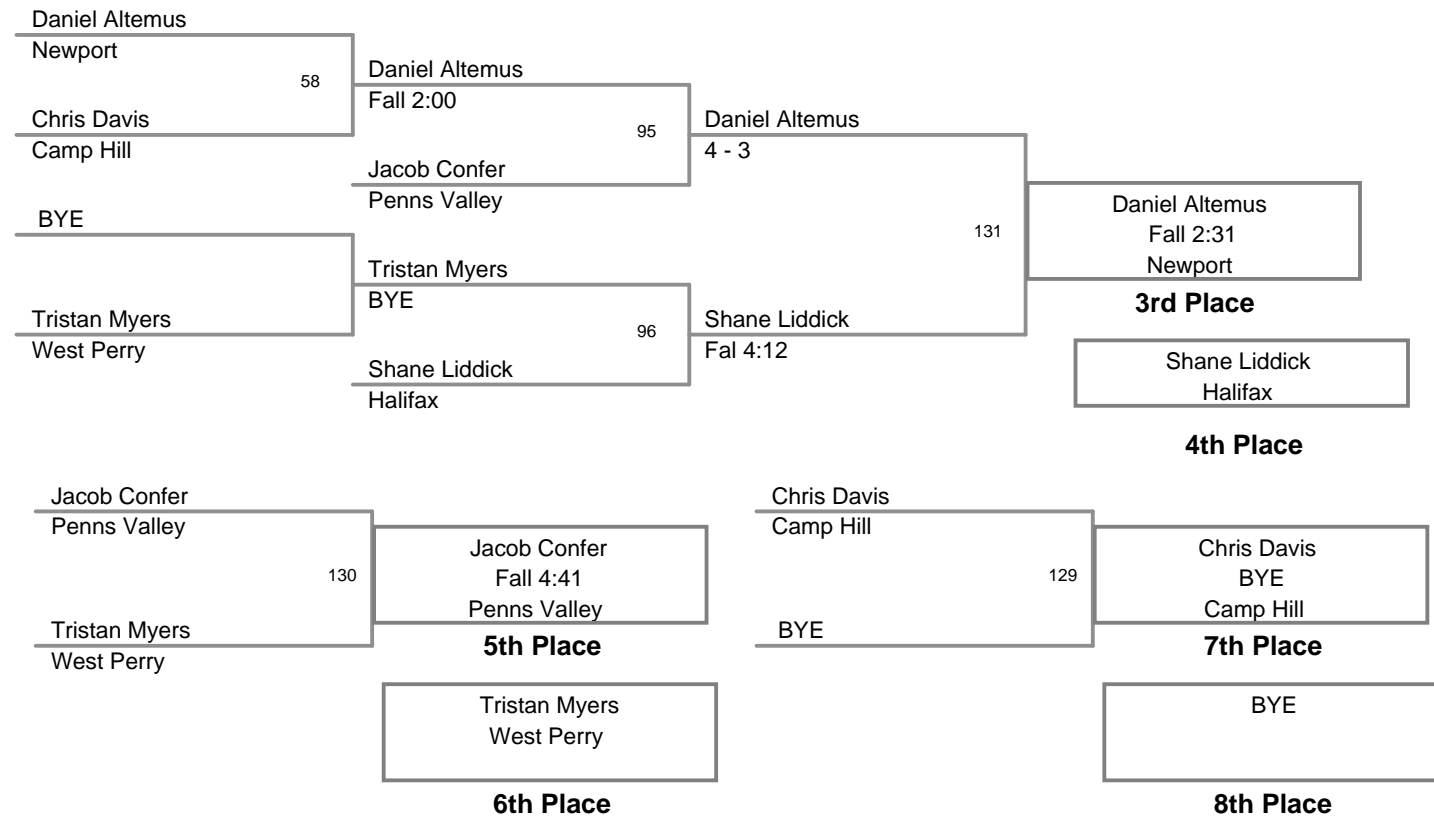 Daniel Altemus
Newport
58
Daniel Altemus
Fall 2:00
Chris Davis
Camp Hill
95
Daniel Altemus
4 - 3
Jacob Confer
Penns Valley
BYE
131
Daniel Altemus
Fall 2:31
Newport
3rd Place
Tristan Myers
BYE
Tristan Myers
West Perry
96
Shane Liddick
Fal 4:12
Shane Liddick
Halifax
Shane Liddick
Halifax
4th Place
Jacob Confer
Penns Valley
130
Jacob Confer
Fall 4:41
Penns Valley
5th Place
Tristan Myers
West Perry
Tristan Myers
West Perry
6th Place
Chris Davis
Camp Hill
129
Chris Davis
BYE
Camp Hill
7th Place
BYE
BYE
8th Place